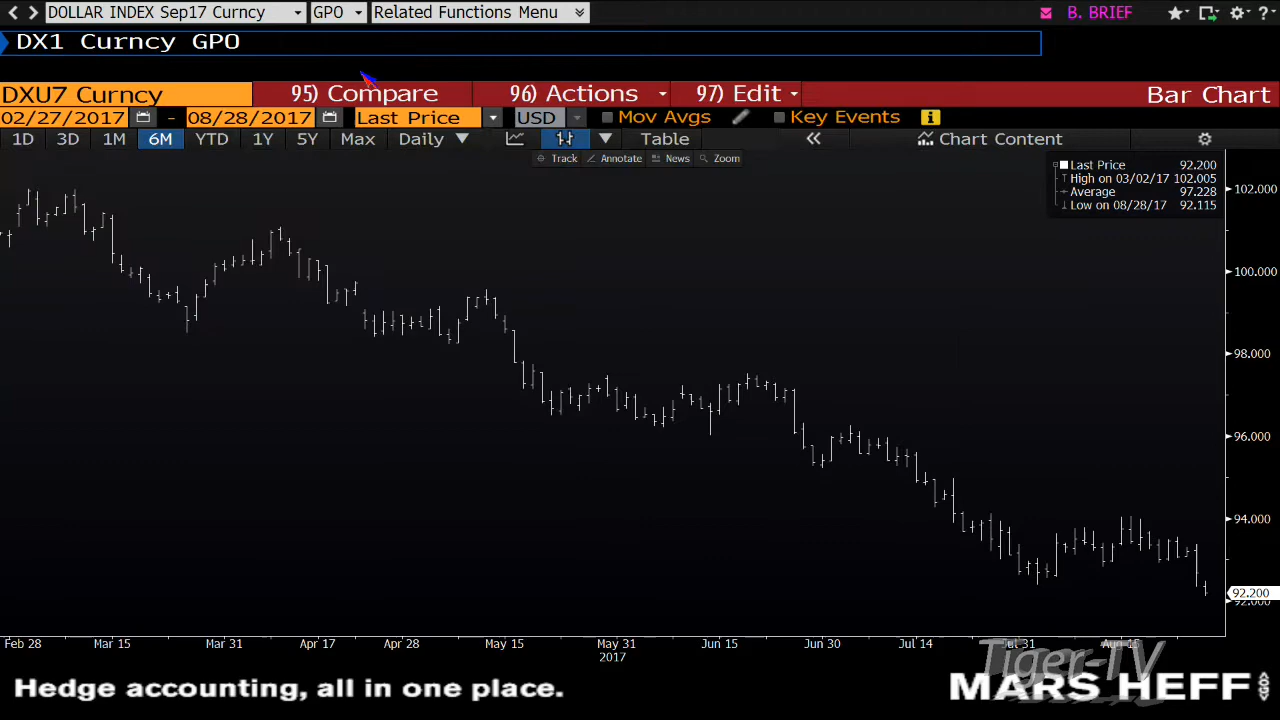 DOLLAR INDEX Sep17 Curncy GPO Related Functions Menu B. BRIEF ?
DX1 Curncy GPO
DXU7 Curncy 95) Compare 96) Actions 97) Edit Bar Chart
02/27/2017 - 08/28/2017 Last Price USD Mov Avgs Key Events i
1D 3D 1M 6M YTD 1Y 5Y Max Daily Table « Chart Content
Track Annotate News Zoom
Last Price 92.200
High on 03/02/17 102.005
Average 97.228
Low on 08/28/17 92.115
102.000
100.000
98.000
96.000
94.000
92.200
92.000
Feb 28 Mar 15 Mar 31 Apr 17 Apr 28 May 15 May 31 Jun 15 Jun 30 Jul 14 Jul 31 Aug 15
2017
Tiger-TV
Hedge accounting, all in one place. MARS HEFF